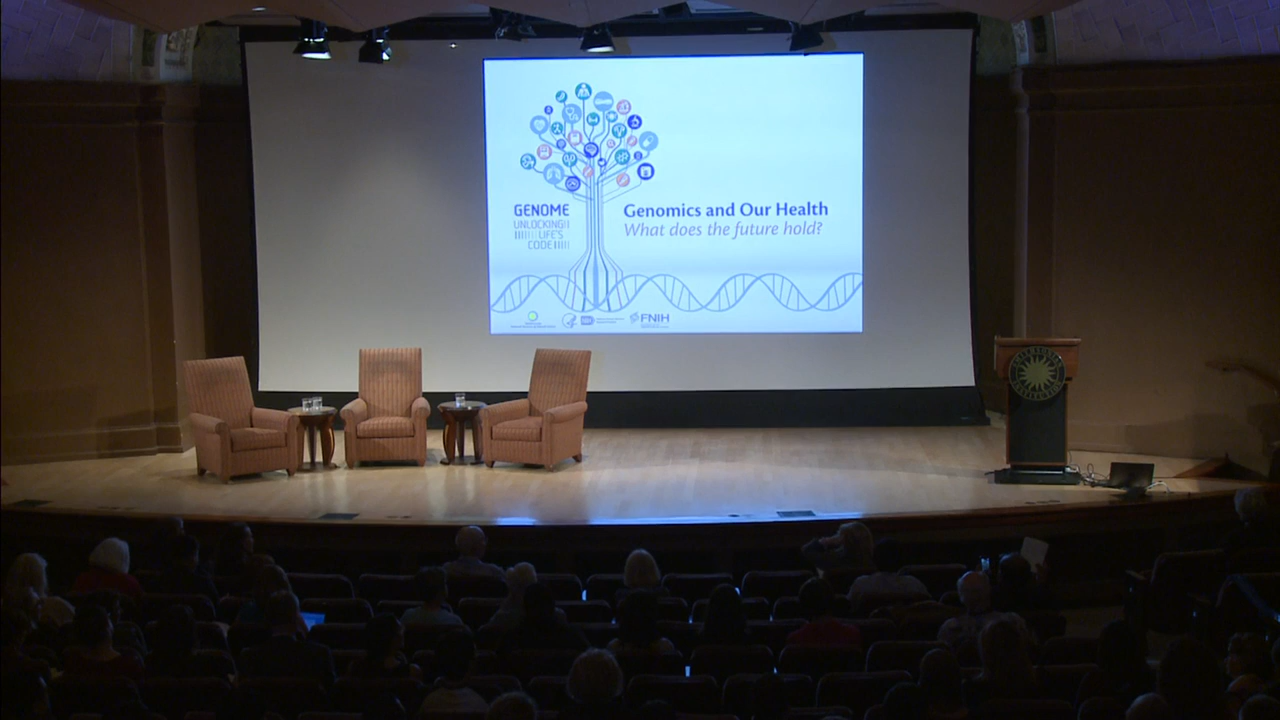 GENOME
UNLOCKING
LIFE'S
CODE
Genomics and Our Health
What does the future hold?
FNIH